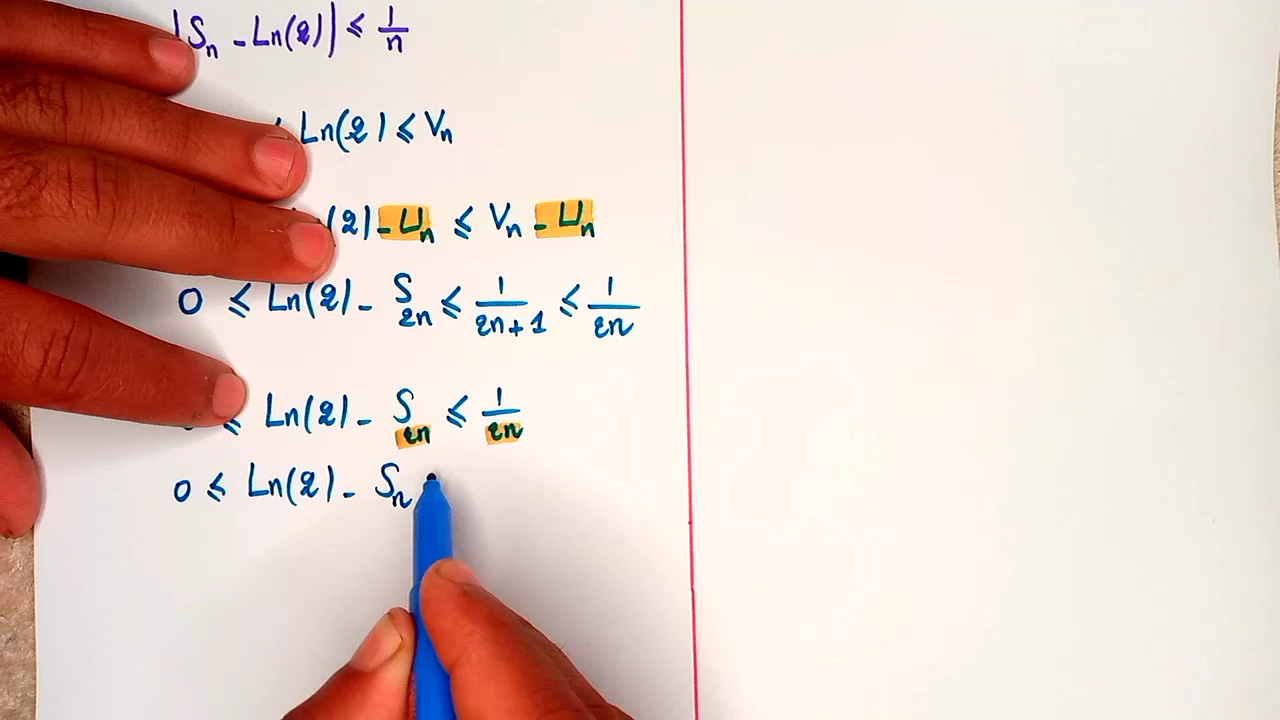 |Sn - Ln(2)| ≤ 1/n
Ln(2) ≤ Vn
(2) - Un ≤ Vn - Un
0 ≤ Ln(2) - S2n ≤ 1/(2n+1) ≤ 1/2n
≤ Ln(2) - S2n ≤ 1/2n
0 ≤ Ln(2) - Sn